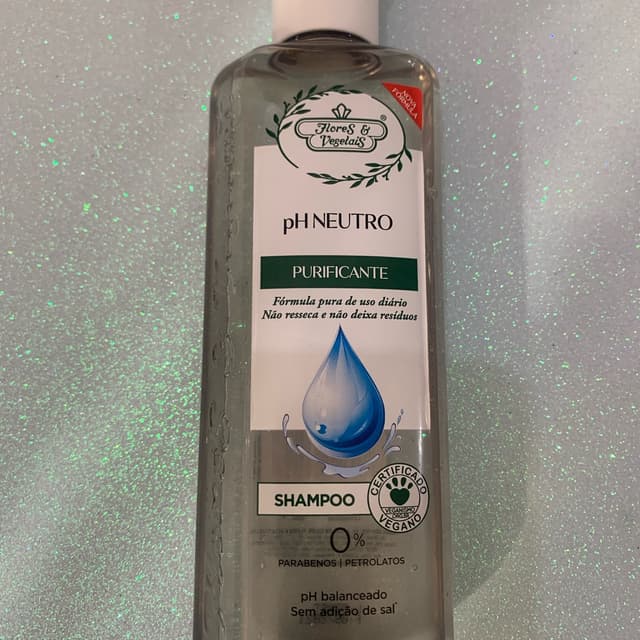 NOVA
FÓRMULA
Flores &
Vegetais
pH NEUTRO
PURIFICANTE
Fórmula pura de uso diário
Não resseca e não deixa resíduos
SHAMPOO
CERTIFICADO
VEGANISMO
VEGANO
0%
PARABENOS | PETROLATOS
pH balanceado
Sem adição de sal*